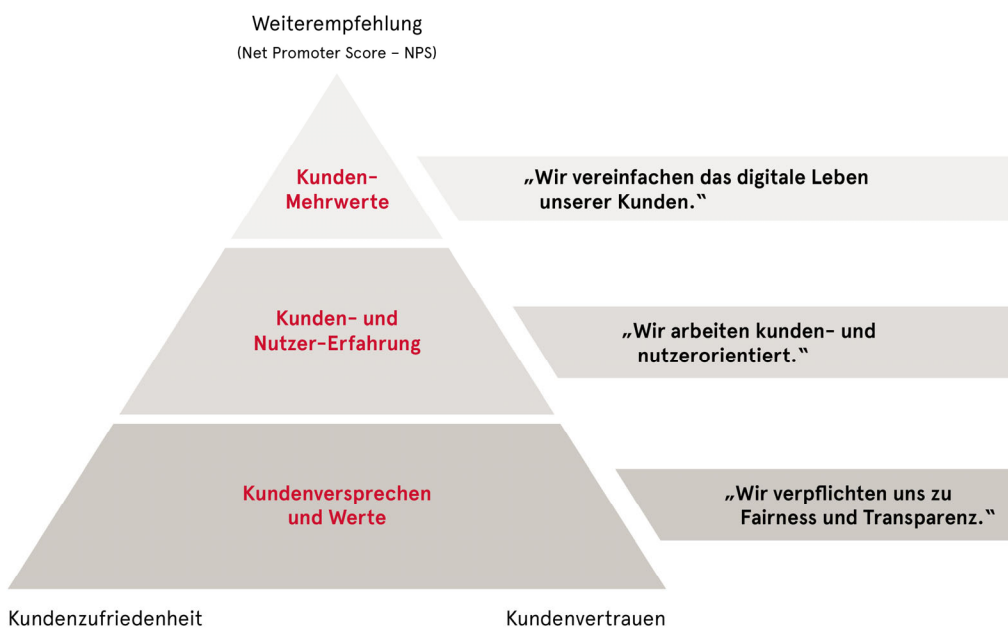 Weiterempfehlung
(Net Promoter Score – NPS)
Kunden-
Mehrwerte
„Wir vereinfachen das digitale Leben
unserer Kunden.“
Kunden- und
Nutzer-Erfahrung
„Wir arbeiten kunden- und
nutzerorientiert.“
Kundenversprechen
und Werte
„Wir verpflichten uns zu
Fairness und Transparenz.“
Kundenzufriedenheit
Kundenvertrauen